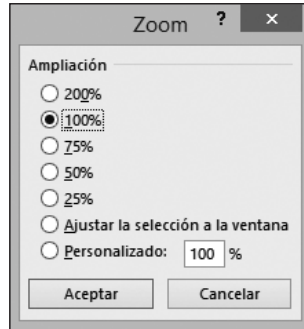 Zoom ? ×
Ampliación
200%
100%
75%
50%
25%
Ajustar la selección a la ventana
Personalizado: 100 %
Aceptar Cancelar